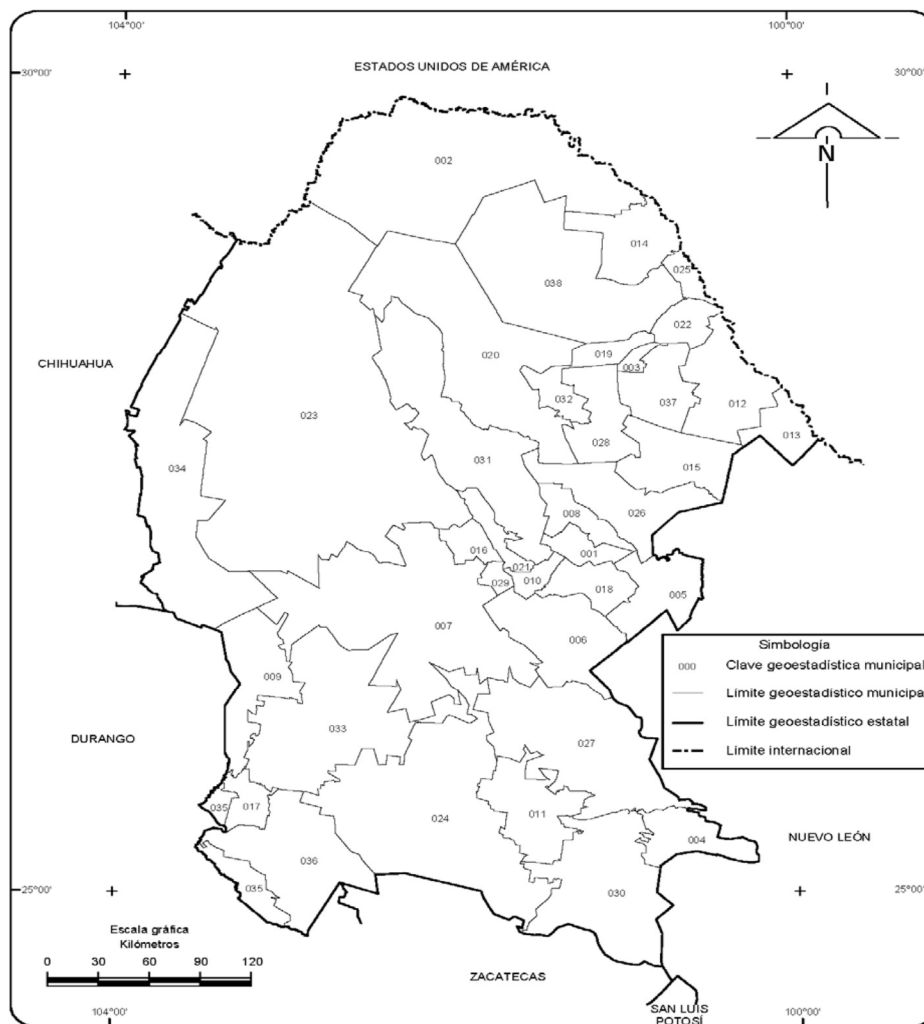 104°00'
100°00'
30°00'
30°00'
ESTADOS UNIDOS DE AMÉRICA
N
002
014
025
038
022
CHIHUAHUA
020
019
003
032
037
012
023
013
028
034
031
015
008
026
016
001
021
029
010
018
005
007
006
Simbología
000 Clave geoestadística municipal
Límite geoestadístico municipa
Límite geoestadístico estatal
Límite internacional
009
DURANGO
033
027
035
017
024
011
004
NUEVO LEÓN
036
035
030
25°00'
25°00'
Escala gráfica
Kilómetros
0 30 60 90 120
ZACATECAS
SAN LUIS
POTOSÍ
104°00'
100°00'